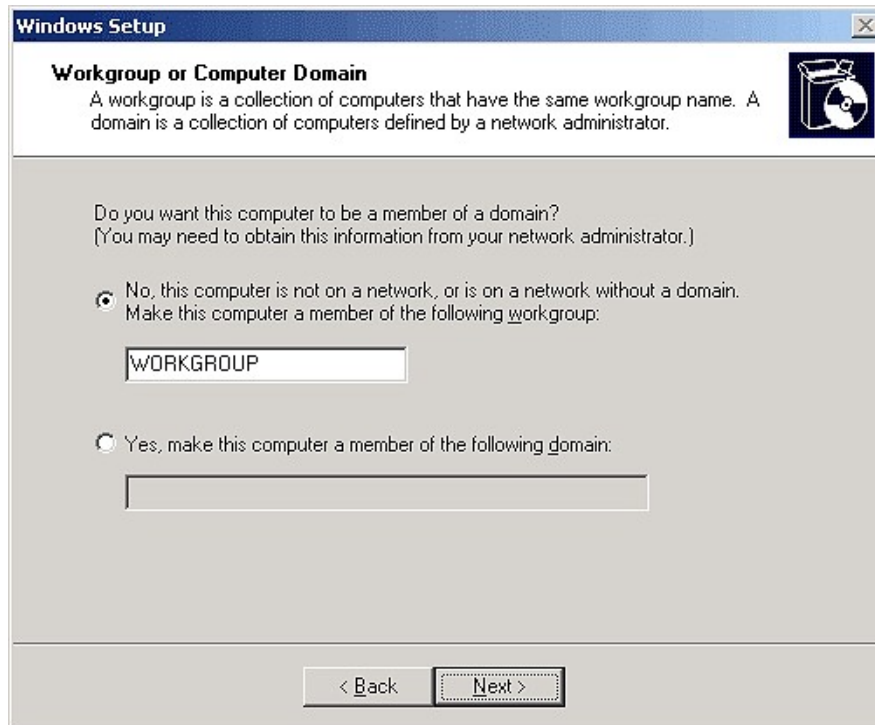 Windows Setup
Workgroup or Computer Domain
A workgroup is a collection of computers that have the same workgroup name. A
domain is a collection of computers defined by a network administrator.
Do you want this computer to be a member of a domain?
(You may need to obtain this information from your network administrator.)
No, this computer is not on a network, or is on a network without a domain.
Make this computer a member of the following workgroup:
WORKGROUP
Yes, make this computer a member of the following domain:
< Back
Next >